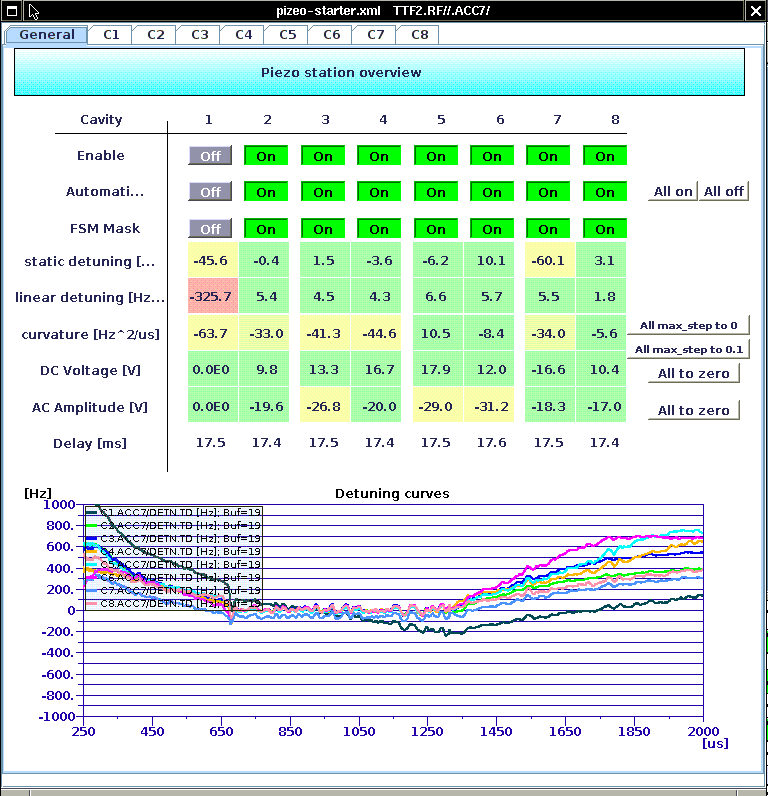 pizeo-starter.xml TTF2.RF//.ACC7/
General C1 C2 C3 C4 C5 C6 C7 C8
Piezo station overview
Cavity 1 2 3 4 5 6 7 8
Enable Off On On On On On On On
Automati... Off On On On On On On On All on All off
FSM Mask Off On On On On On On On
static detuning [... -45.6 -0.4 1.5 -3.6 -6.2 10.1 -60.1 3.1
linear detuning [Hz... -325.7 5.4 4.5 4.3 6.6 5.7 5.5 1.8
curvature [Hz^2/us] -63.7 -33.0 -41.3 -44.6 10.5 -8.4 -34.0 -5.6 All max_step to 0
All max_step to 0.1
DC Voltage [V] 0.0E0 9.8 13.3 16.7 17.9 12.0 -16.6 10.4 All to zero
AC Amplitude [V] 0.0E0 -19.6 -26.8 -20.0 -29.0 -31.2 -18.3 -17.0 All to zero
Delay [ms] 17.5 17.4 17.5 17.4 17.5 17.6 17.5 17.4
[Hz] Detuning curves
1000
C1.ACC7/DETN.TD [Hz]; Buf=19
800.
C2.ACC7/DETN.TD [Hz]; Buf=19
C3.ACC7/DETN.TD [Hz]; Buf=19
600.
C4.ACC7/DETN.TD [Hz]; Buf=19
C5.ACC7/DETN.TD [Hz]; Buf=19
400.
C6.ACC7/DETN.TD [Hz]; Buf=19
C7.ACC7/DETN.TD [Hz]; Buf=19
200.
C8.ACC7/DETN.TD [Hz]; Buf=19
0
-200.
-400.
-600.
-800.
-1000
250 450 650 850 1050 1250 1450 1650 1850 2000
[us]